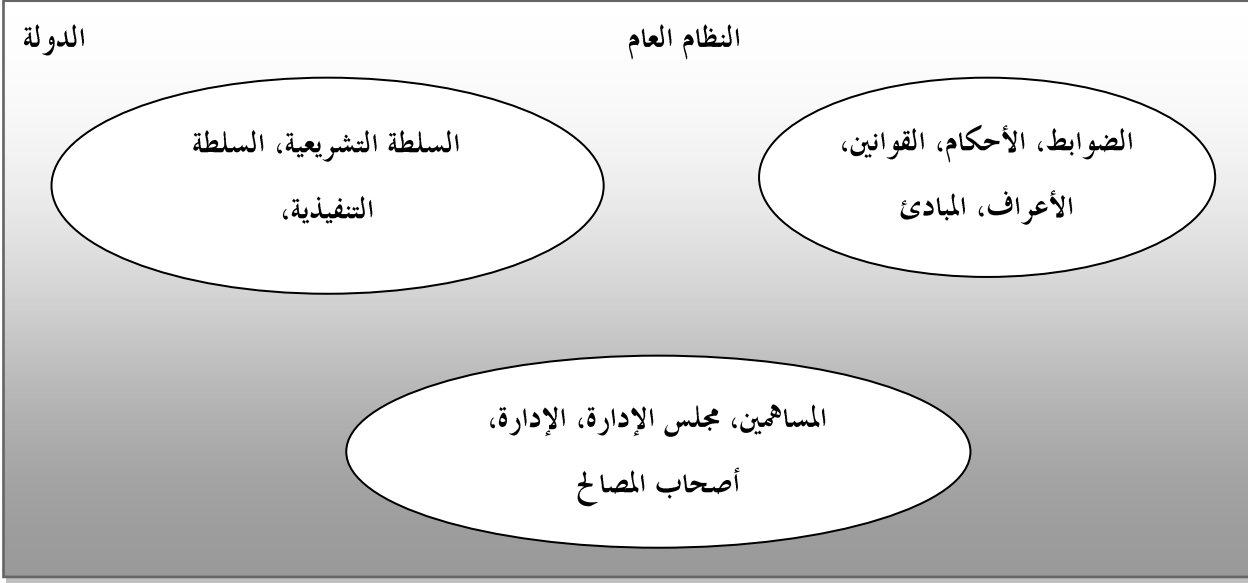 النظام العام
الدولة
الضوابط، الأحكام، القوانين،
الأعراف، المبادئ
السلطة التشريعية، السلطة
التنفيذية،
المساهمين، مجلس الإدارة، الإدارة،
أصحاب المصالح